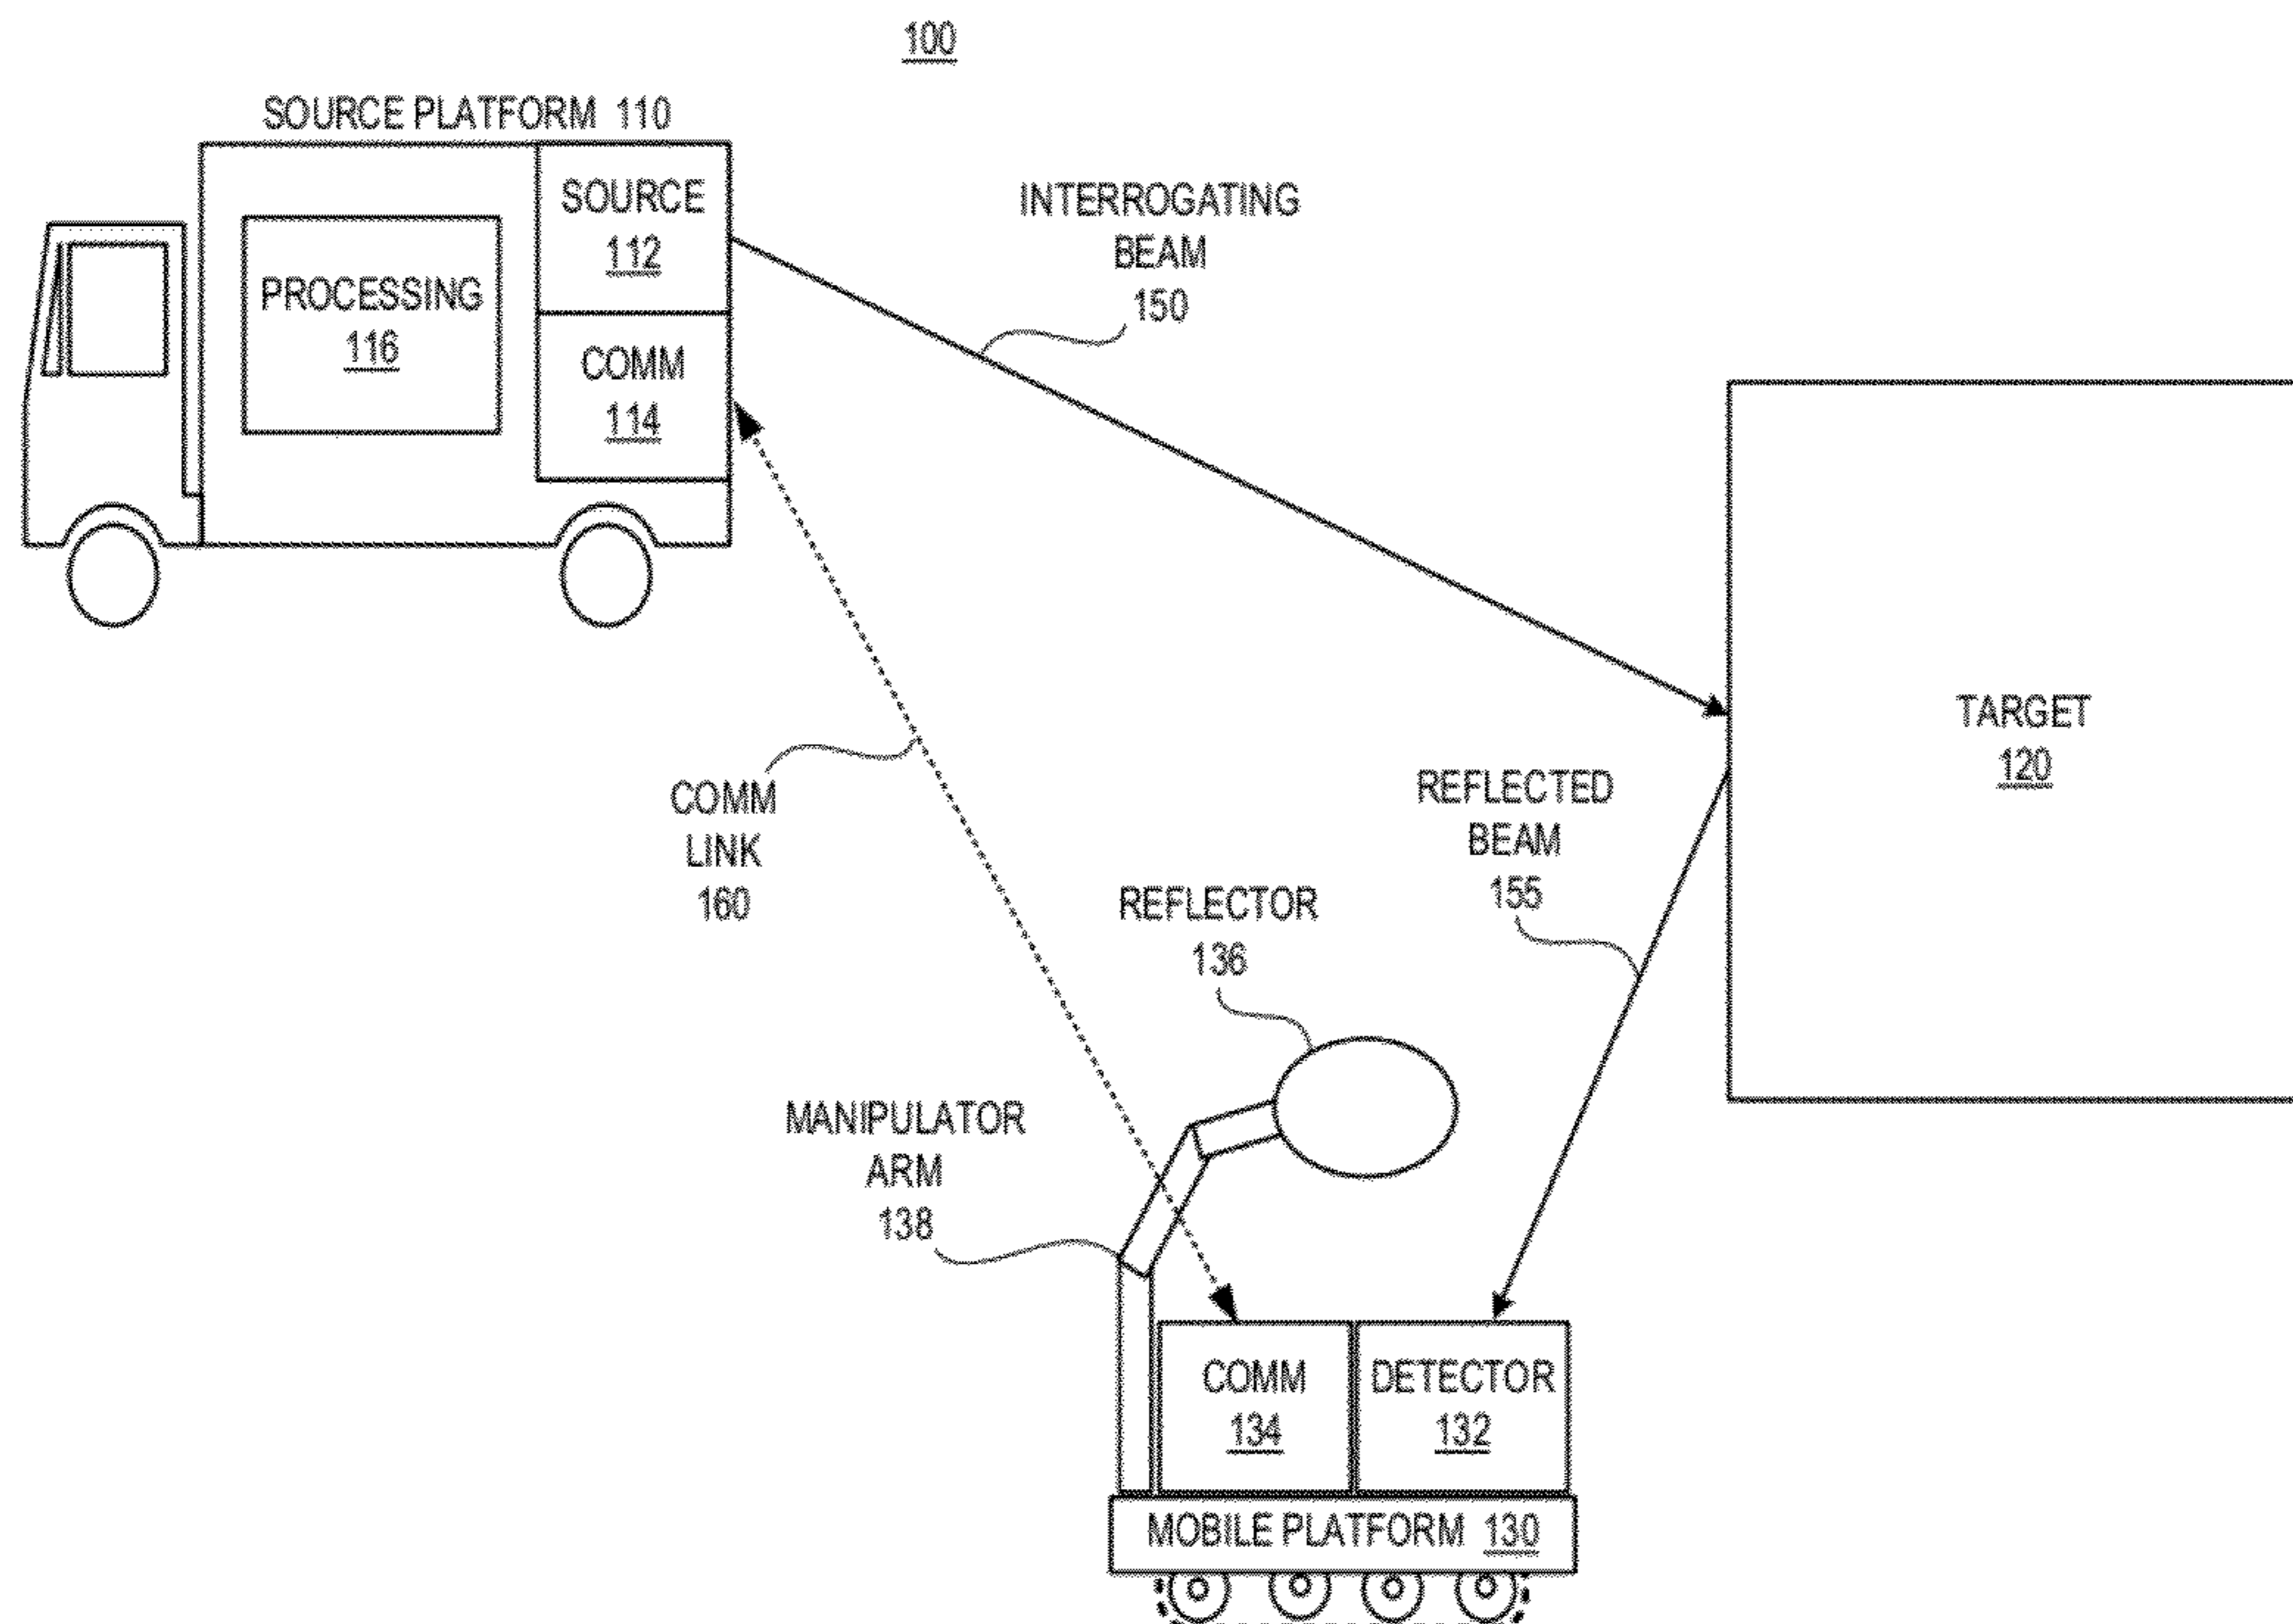 100
SOURCE PLATFORM 110
SOURCE
112
PROCESSING
116
COMM
114
INTERROGATING
BEAM
150
TARGET
120
COMM
LINK
160
REFLECTED
BEAM
155
REFLECTOR
136
MANIPULATOR
ARM
138
COMM
134
DETECTOR
132
MOBILE PLATFORM 130